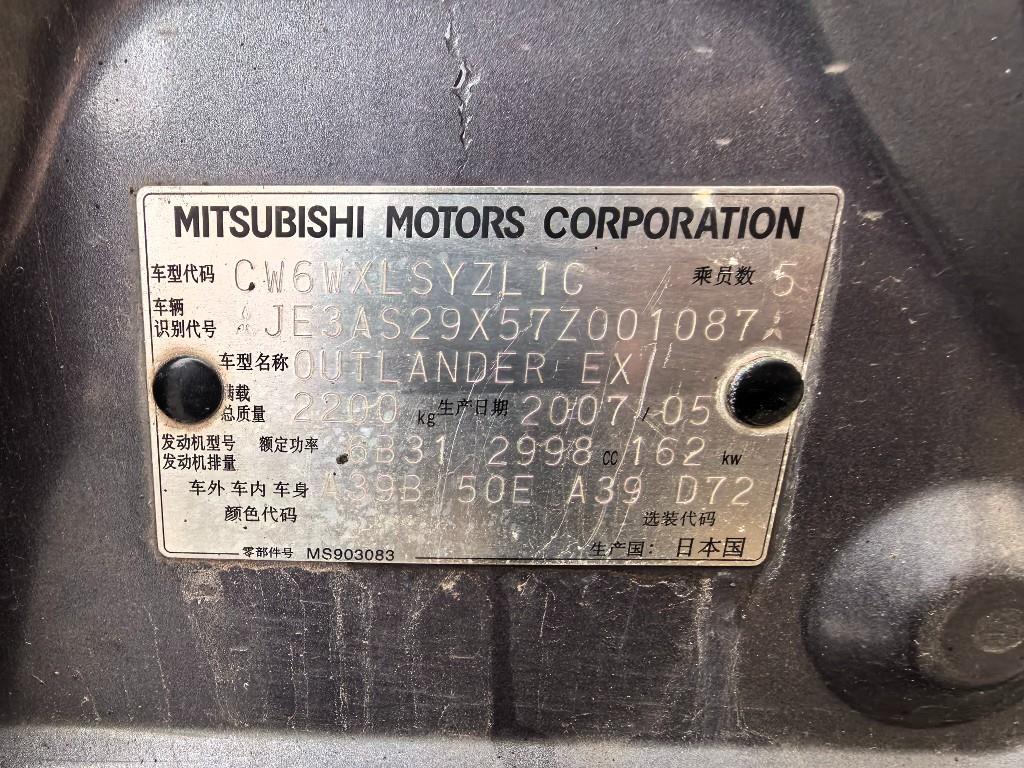 MITSUBISHI MOTORS CORPORATION
车型代码 CW6WXLSYZL1C 乘员数 5
车辆
识别代号 ☆JE3AS29X57Z001087☆
车型名称 OUTLANDER EX
满载
总质量 2200 kg 生产日期 2007/05
发动机型号 额定功率 6B31 2998 CC 162 kw
发动机排量
车外 车内 车身 A39B 50E A39 D72
颜色代码 选装代码
零部件号 MS903083 生产国: 日本国